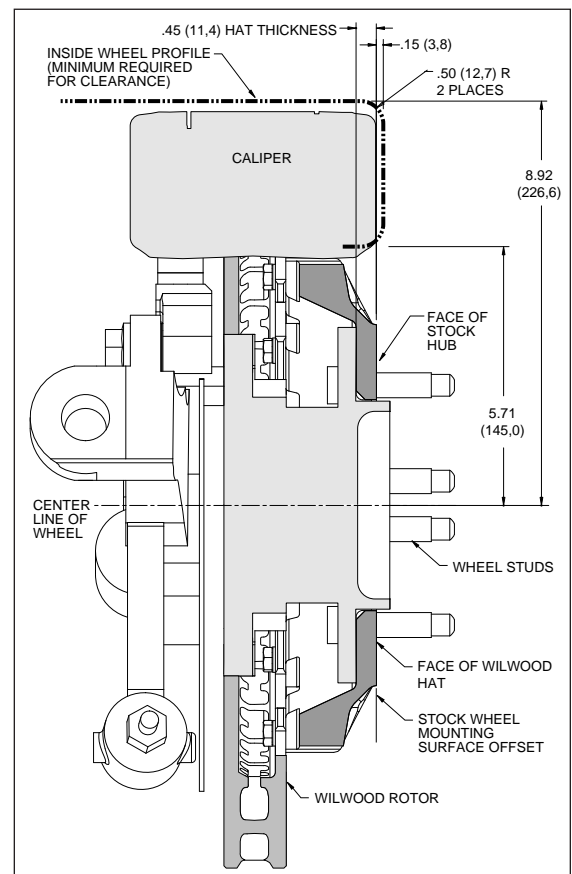 .45 (11,4) HAT THICKNESS
.15 (3,8)
INSIDE WHEEL PROFILE
(MINIMUM REQUIRED
FOR CLEARANCE)
.50 (12,7) R
2 PLACES
CALIPER
8.92
(226,6)
FACE OF
STOCK
HUB
5.71
(145,0)
CENTER
LINE OF
WHEEL
WHEEL STUDS
FACE OF WILWOOD
HAT
STOCK WHEEL
MOUNTING
SURFACE OFFSET
WILWOOD ROTOR